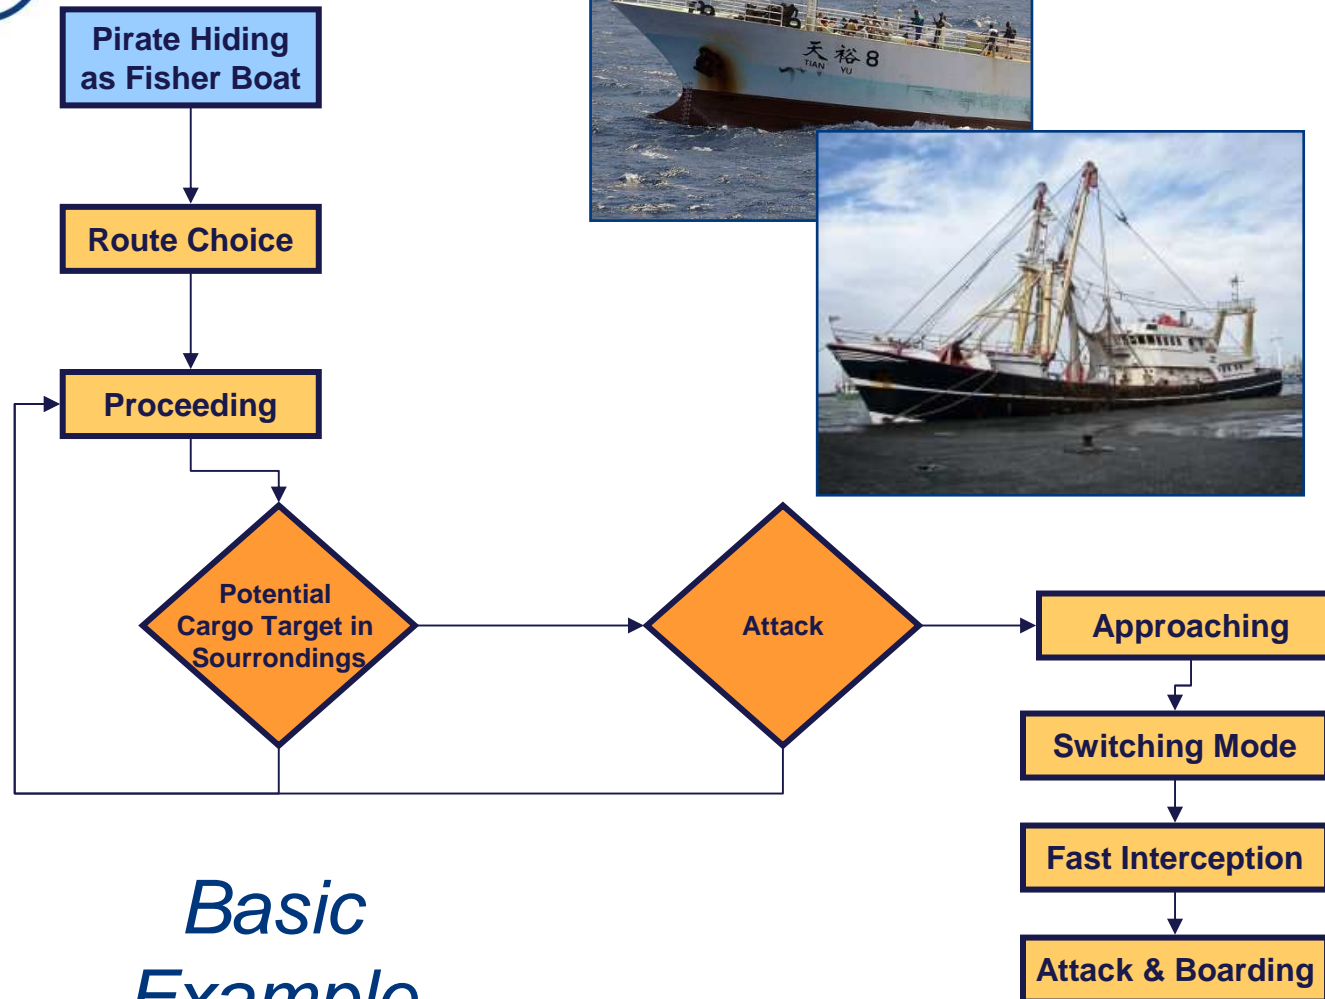 Pirate Hiding
as Fisher Boat
天裕8
TIAN YU
Route Choice
Proceeding
Potential
Cargo Target in
Sourrondings
Attack
Approaching
Switching Mode
Fast Interception
Attack & Boarding
Basic
Example